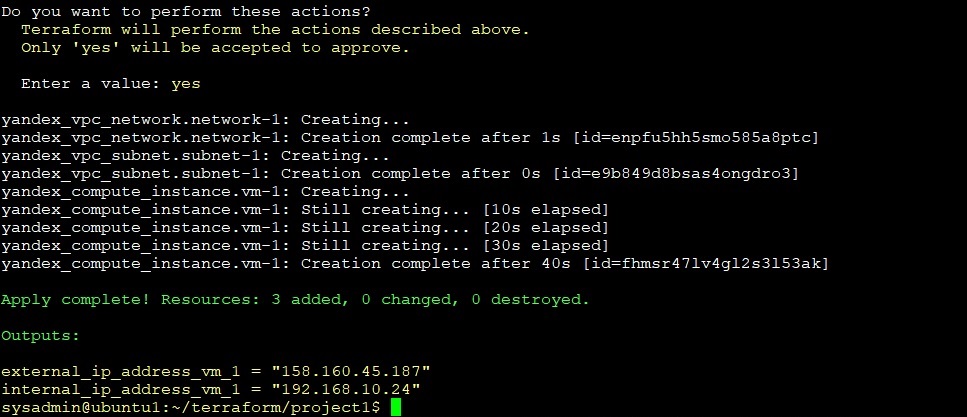 Do you want to perform these actions?
Terraform will perform the actions described above.
Only 'yes' will be accepted to approve.
Enter a value: yes
yandex_vpc_network.network-1: Creating...
yandex_vpc_network.network-1: Creation complete after 1s [id=enpfu5hh5smo585a8ptc]
yandex_vpc_subnet.subnet-1: Creating...
yandex_vpc_subnet.subnet-1: Creation complete after 0s [id=e9b849d8bsas4ongdro3]
yandex_compute_instance.vm-1: Creating...
yandex_compute_instance.vm-1: Still creating... [10s elapsed]
yandex_compute_instance.vm-1: Still creating... [20s elapsed]
yandex_compute_instance.vm-1: Still creating... [30s elapsed]
yandex_compute_instance.vm-1: Creation complete after 40s [id=fhmsr47lv4gl2s3l53ak]
Apply complete! Resources: 3 added, 0 changed, 0 destroyed.
Outputs:
external_ip_address_vm_1 = "158.160.45.187"
internal_ip_address_vm_1 = "192.168.10.24"
sysadmin@ubuntu1:~/terraform/project1$